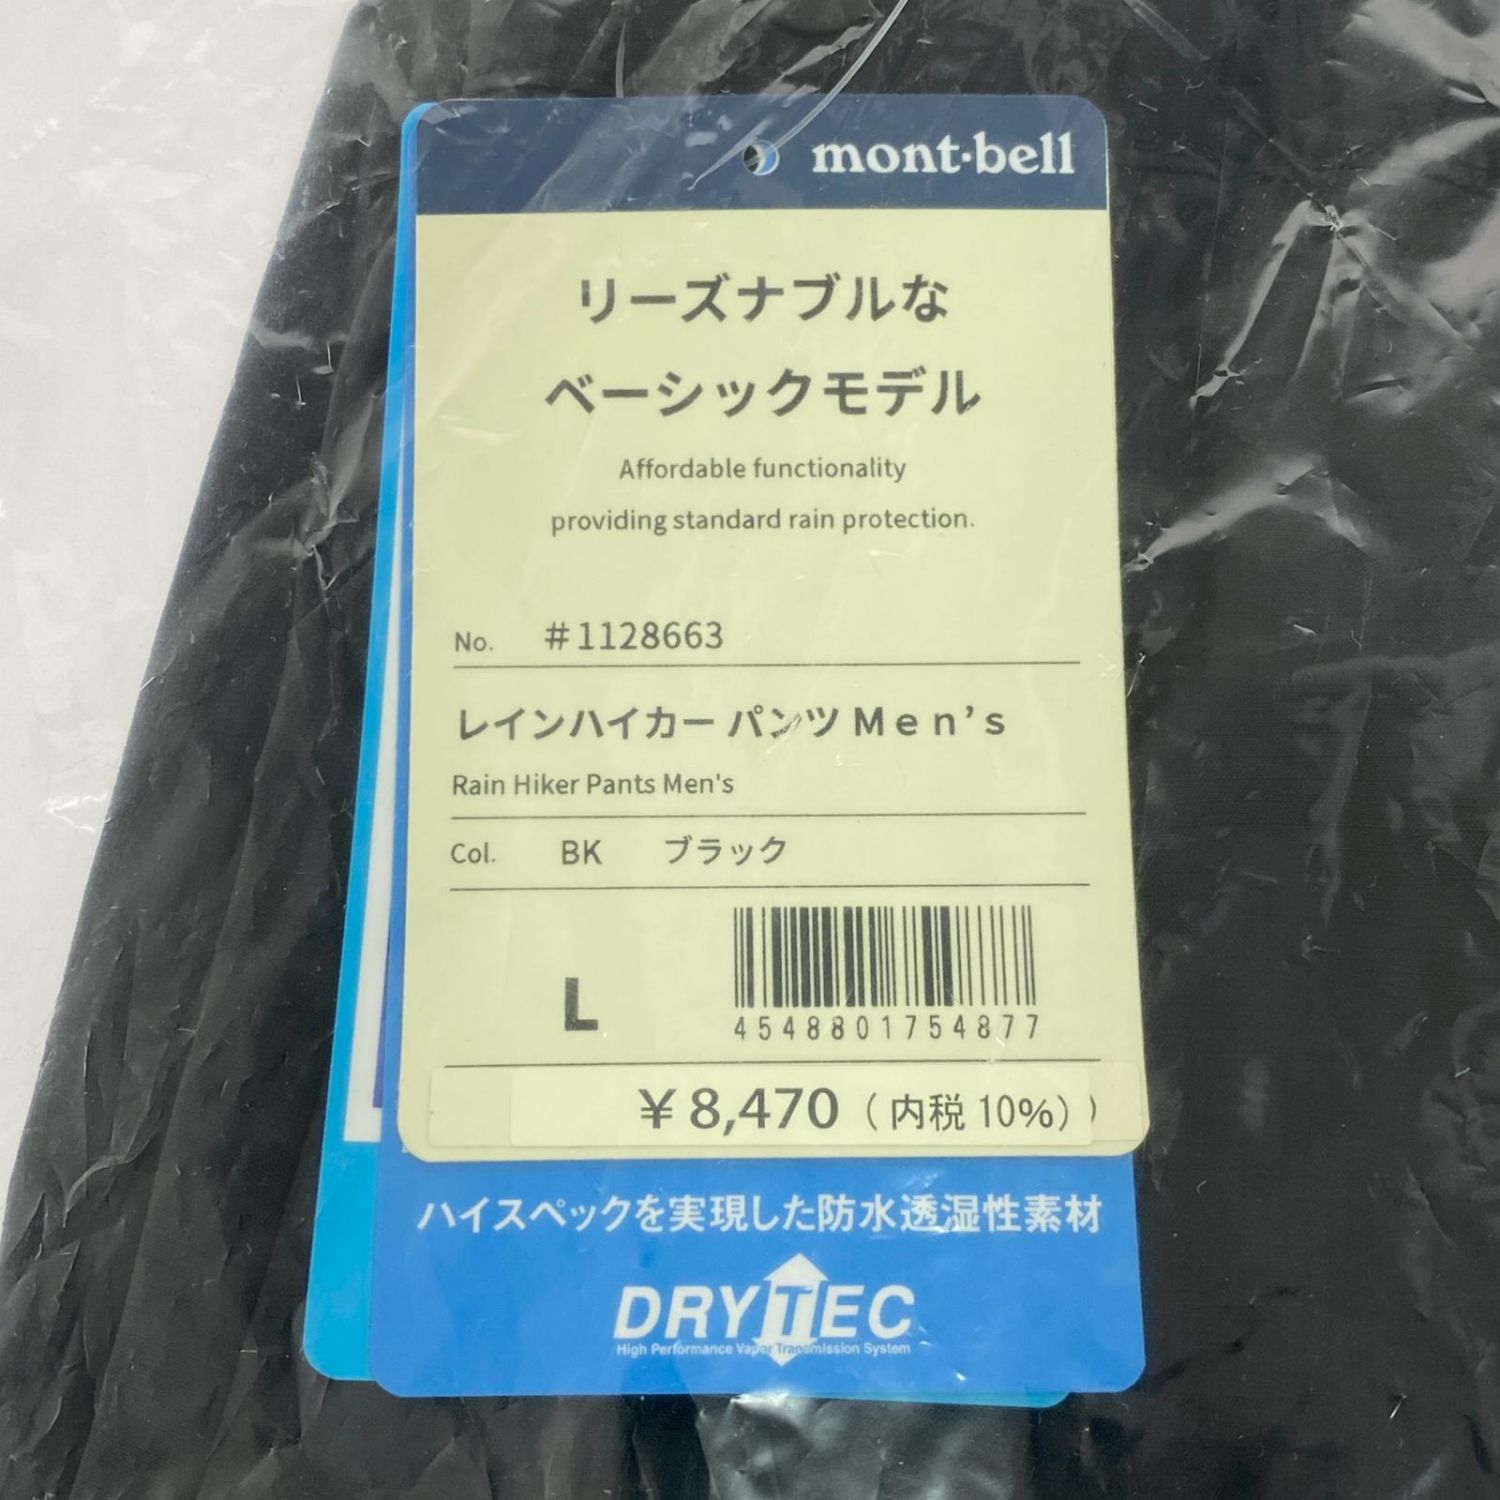 mont-bell
リーズナブルな
ベーシックモデル
Affordable functionality
providing standard rain protection.
No. #1128663
レインハイカー パンツ Men's
Rain Hiker Pants Men's
Col. BK ブラック
L
4548801754877
¥8,470 (内税 10%) )
ハイスペックを実現した防水透湿性素材
DRYTEC
High Performance Vapor Transmission System